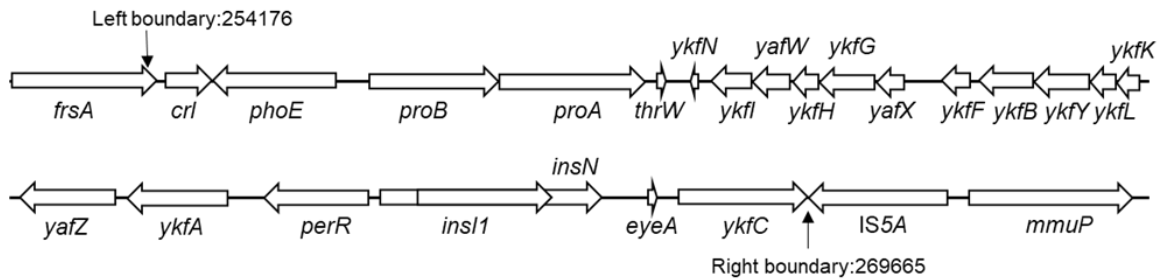 Left boundary:254176
ykfN yafW ykfG ykfK
frsA crl phoE proB proA thrW ykfI ykfH yafX ykfF ykfB ykfY ykfL
insN
yafZ ykfA perR insI1 eyeA ykfC IS5A mmuP
Right boundary:269665